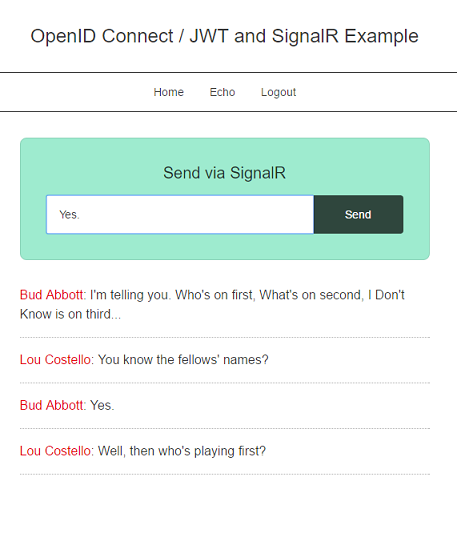 OpenID Connect / JWT and SignalR Example
Home Echo Logout
Send via SignalR
Yes. Send
Bud Abbott: I'm telling you. Who's on first, What's on second, I Don't
Know is on third...
Lou Costello: You know the fellows' names?
Bud Abbott: Yes.
Lou Costello: Well, then who's playing first?